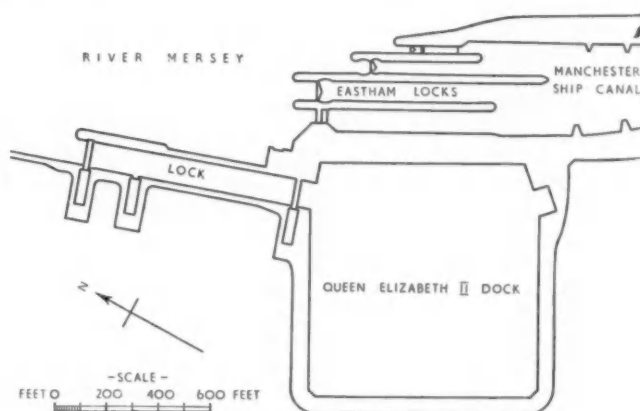 RIVER MERSEY
MANCHESTER
SHIP CANAL
EASTHAM LOCKS
LOCK
QUEEN ELIZABETH II DOCK
N
-SCALE-
FEET 0 200 400 600 FEET